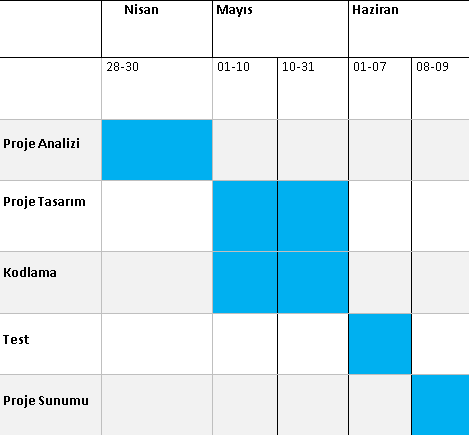 Nisan Mayıs Haziran
28-30 01-10 10-31 01-07 08-09
Proje Analizi
Proje Tasarım
Kodlama
Test
Proje Sunumu